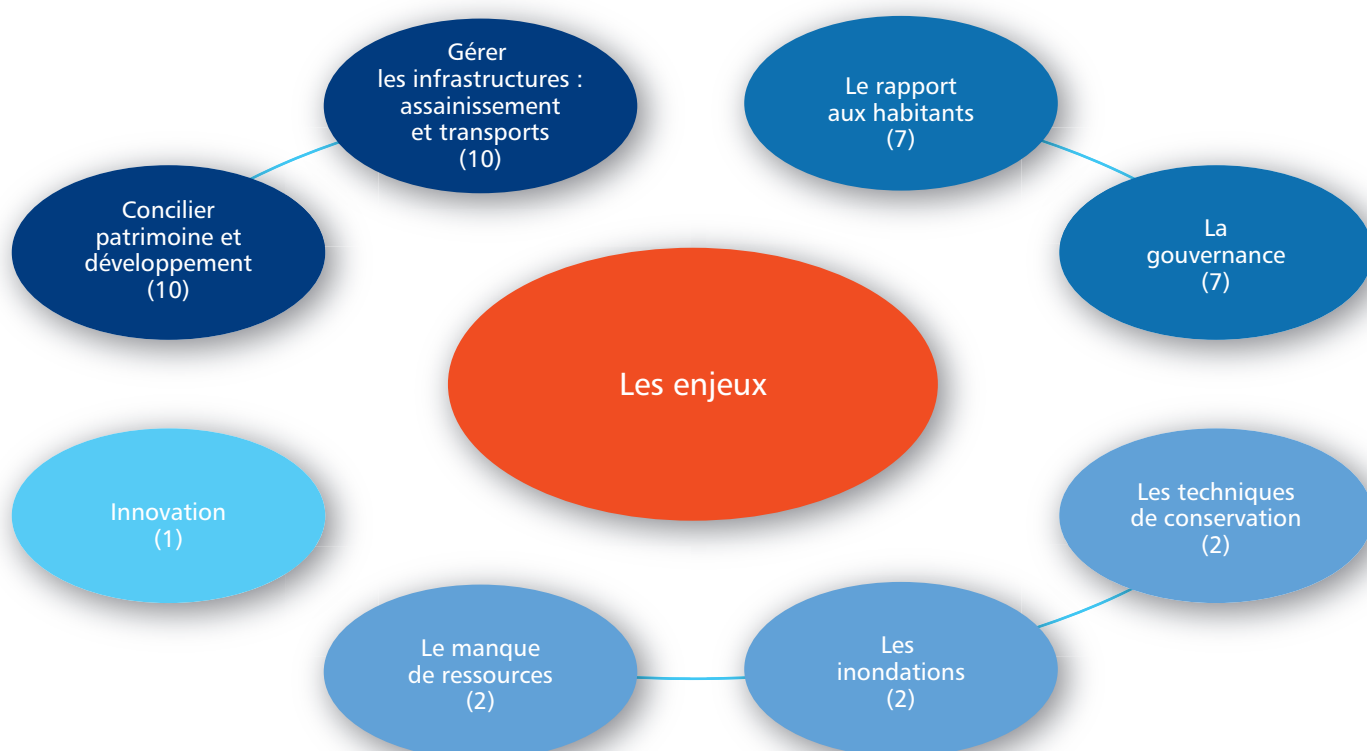 Gérer
les infrastructures :
assainissement
et transports
(10)
Le rapport
aux habitants
(7)
Concilier
patrimoine et
développement
(10)
La
gouvernance
(7)
Les enjeux
Innovation
(1)
Les techniques
de conservation
(2)
Le manque
de ressources
(2)
Les
inondations
(2)